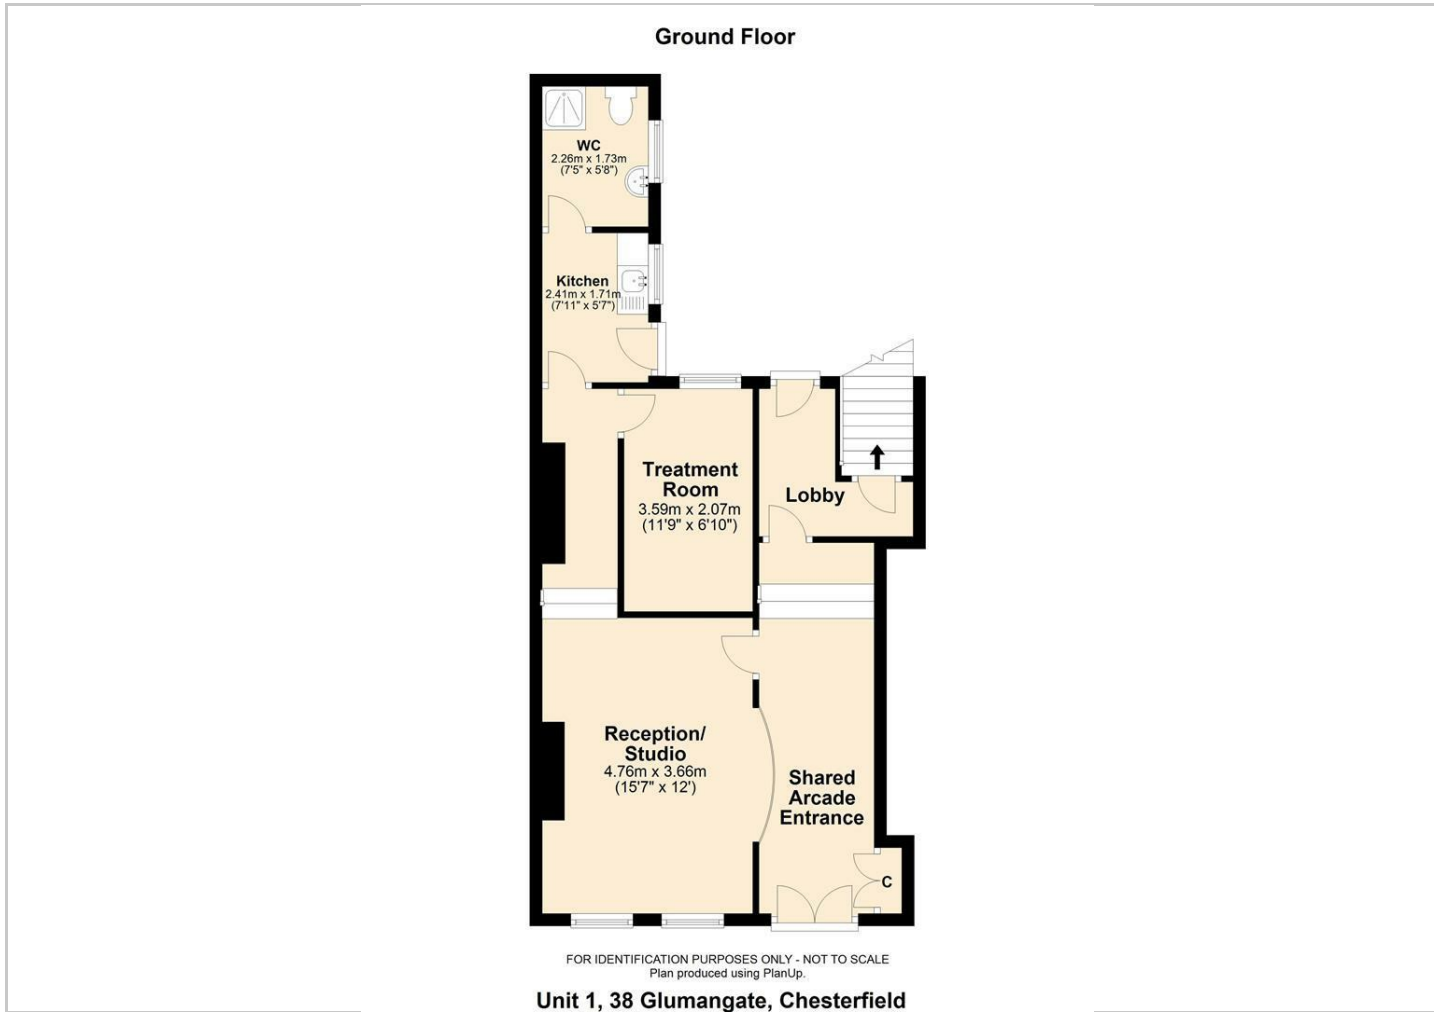 Ground Floor
WC
2.26m x 1.73m
(7'5" x 5'8")
Kitchen
2.41m x 1.71m
(7'11" x 5'7")
Treatment
Room
3.59m x 2.07m
(11'9" x 6'10")
Lobby
Reception/
Studio
4.76m x 3.66m
(15'7" x 12')
Shared
Arcade
Entrance
C
FOR IDENTIFICATION PURPOSES ONLY - NOT TO SCALE
Plan produced using PlanUp.
Unit 1, 38 Glumangate, Chesterfield